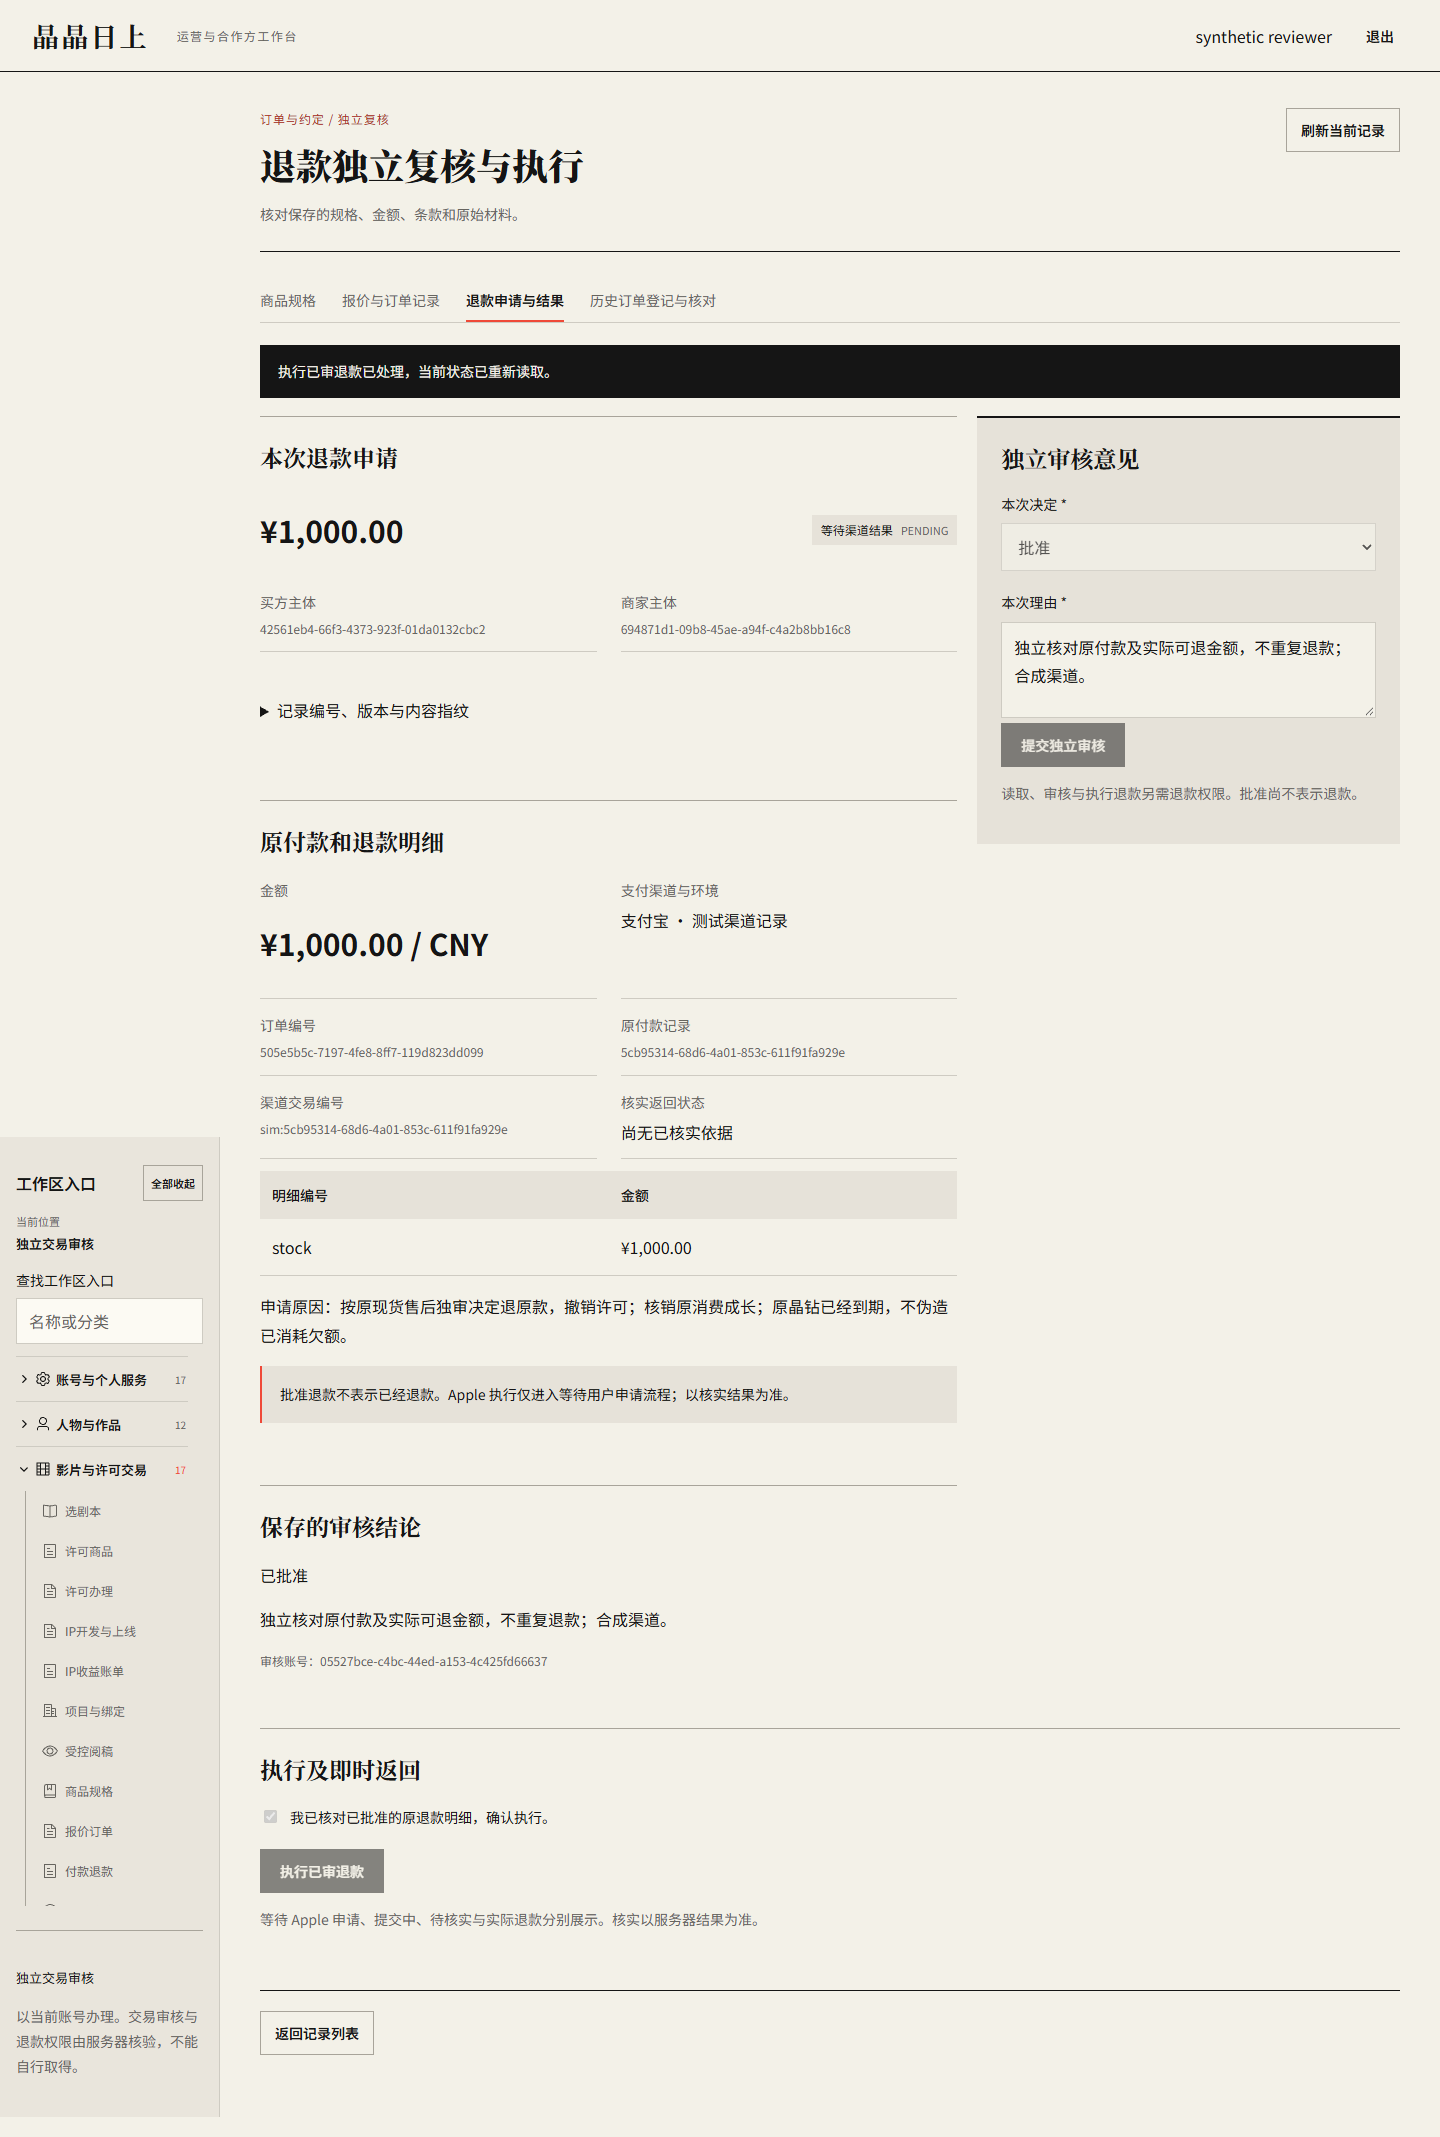 晶晶日上
运营与合作方工作台
synthetic reviewer
退出
订单与约定 / 独立复核
刷新当前记录
退款独立复核与执行
核对保存的规格、金额、条款和原始材料。
商品规格
报价与订单记录
退款申请与结果
历史订单登记与核对
执行已审退款已处理，当前状态已重新读取。
本次退款申请
¥1,000.00
等待渠道结果 PENDING
买方主体
42561eb4-66f3-4373-923f-01da0132cbc2
商家主体
694871d1-09b8-45ae-a94f-c4a2b8bb16c8
记录编号、版本与内容指纹
独立审核意见
本次决定 *
批准
本次理由 *
独立核对原付款及实际可退金额，不重复退款；
合成渠道。
提交独立审核
读取、审核与执行退款另需退款权限。批准尚不表示退款。
原付款和退款明细
金额
¥1,000.00 / CNY
支付渠道与环境
支付宝 · 测试渠道记录
订单编号
505e5b5c-7197-4fe8-8ff7-119d823dd099
原付款记录
5cb95314-68d6-4a01-853c-611f91fa929e
渠道交易编号
sim:5cb95314-68d6-4a01-853c-611f91fa929e
核实返回状态
尚无已核实依据
明细编号
金额
stock
¥1,000.00
申请原因：按原现货售后独审决定退原款，撤销许可；核销原消费成长；原晶钻已经到期，不伪造
已消耗欠额。
批准退款不表示已经退款。Apple 执行仅进入等待用户申请流程；以核实结果为准。
保存的审核结论
已批准
独立核对原付款及实际可退金额，不重复退款；合成渠道。
审核账号：05527bce-c4bc-44ed-a153-4c425fd66637
执行及即时返回
我已核对已批准的原退款明细，确认执行。
执行已审退款
等待 Apple 申请、提交中、待核实与实际退款分别展示。核实以服务器结果为准。
返回记录列表
工作区入口
全部收起
当前位置
独立交易审核
查找工作区入口
名称或分类
账号与个人服务 17
人物与作品 12
影片与许可交易 17
选剧本
许可商品
许可办理
IP开发与上线
IP收益账单
项目与绑定
受控阅稿
商品规格
报价订单
付款退款
独立交易审核
以当前账号办理。交易审核与
退款权限由服务器核验，不能
自行取得。